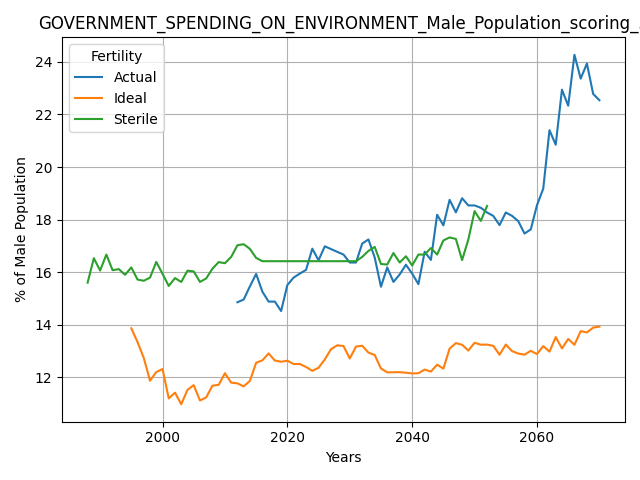 GOVERNMENT_SPENDING_ON_ENVIRONMENT_Male_Population_scoring_
Fertility
Actual
Ideal
Sterile
24
22
20
18
16
14
12
% of Male Population
2000 2020 2040 2060
Years